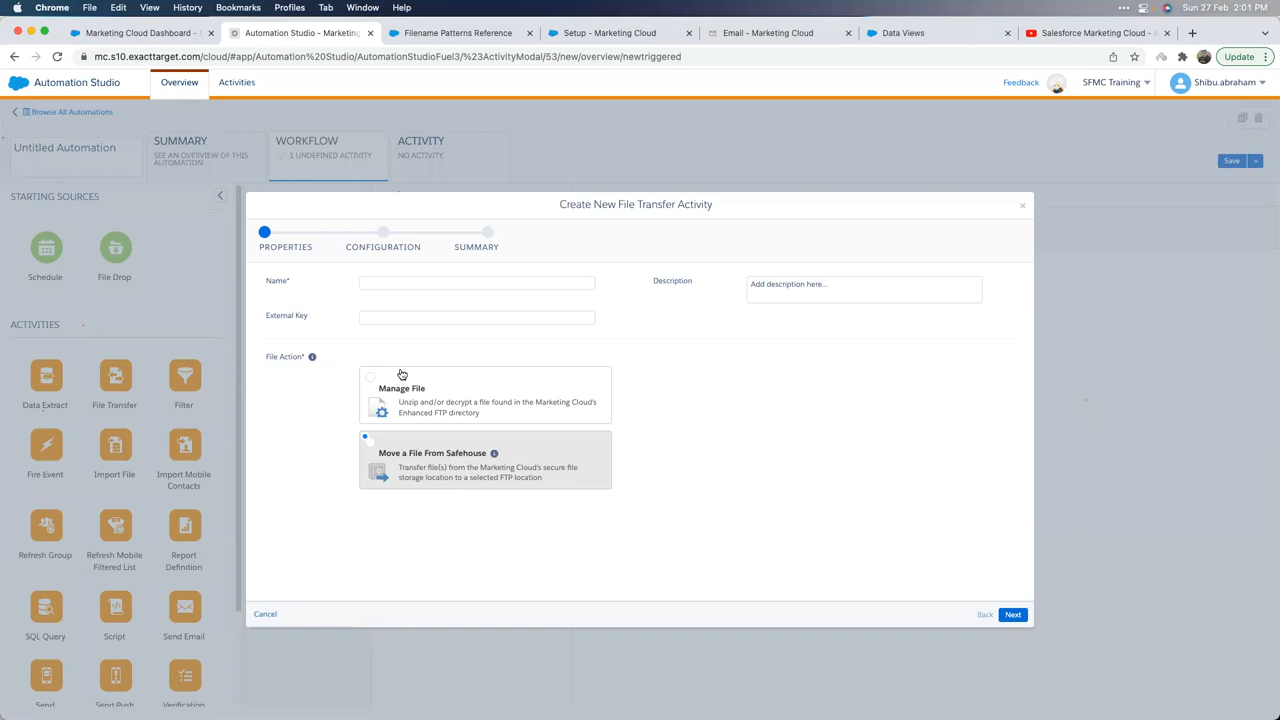 Chrome File Edit View History Bookmarks Profiles Tab Window Help
Sun 27 Feb 2:01 PM
Marketing Cloud Dashboard -
Automation Studio - Marketing
Filename Patterns Reference
Setup - Marketing Cloud
Email - Marketing Cloud
Data Views
Salesforce Marketing Cloud - A
mc.s10.exacttarget.com/cloud/#app/Automation%20Studio/AutomationStudioFuel3/%23ActivityModal/53/new/overview/newtriggered
Update
Automation Studio
Overview
Activities
Feedback
SFMC Training
Shibu.abraham
Browse All Automations
Untitled Automation
SUMMARY
SEE AN OVERVIEW OF THIS
AUTOMATION
WORKFLOW
1 UNDEFINED ACTIVITY
ACTIVITY
NO ACTIVITY
Save
STARTING SOURCES
Schedule
File Drop
ACTIVITIES
Data Extract
File Transfer
Filter
Fire Event
Import File
Import Mobile
Contacts
Refresh Group
Refresh Mobile
Filtered List
Report
Definition
SQL Query
Script
Send Email
Send
Send Push
Verification
Create New File Transfer Activity
PROPERTIES
CONFIGURATION
SUMMARY
Name*
Description
Add description here...
External Key
File Action*
Manage File
Unzip and/or decrypt a file found in the Marketing Cloud's
Enhanced FTP directory
Move a File From Safehouse
Transfer file(s) from the Marketing Cloud's secure file
storage location to a selected FTP location
Cancel
Back
Next